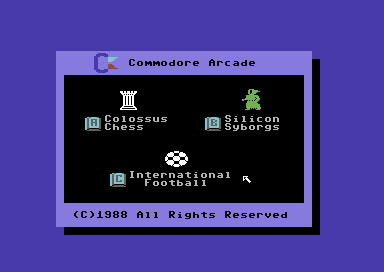 Commodore Arcade
A Colossus Chess
B Silicon Syborgs
C International Football
(C)1988 All Rights Reserved